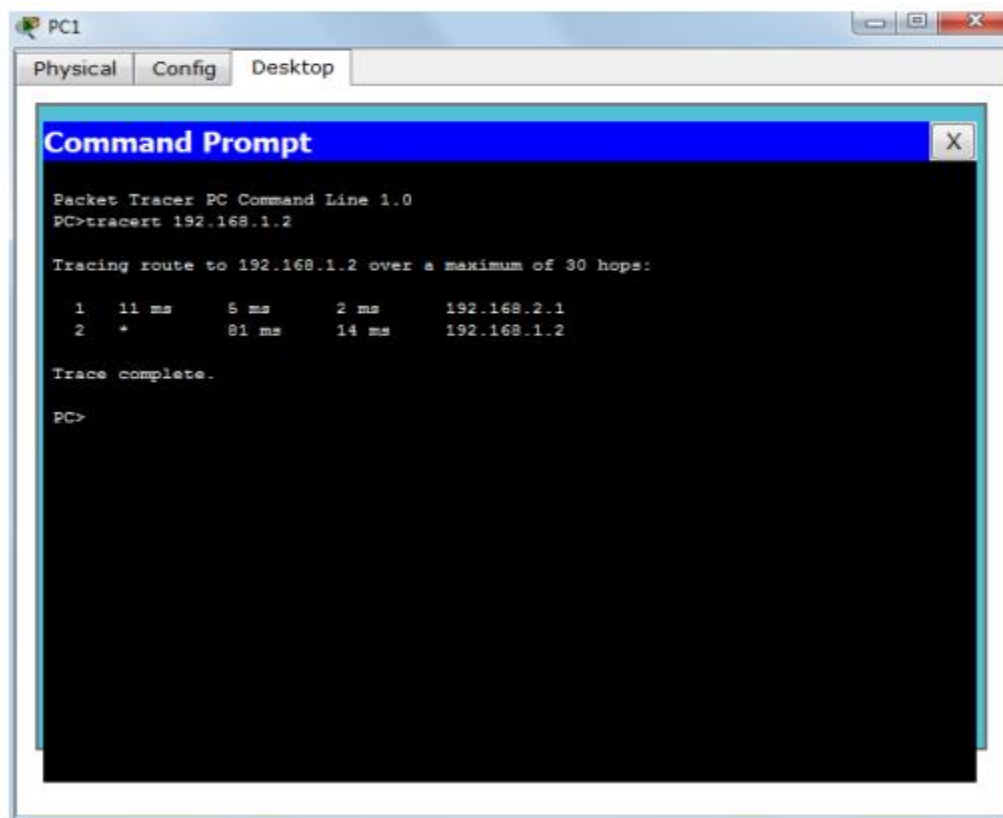 PC1
Physical Config Desktop
Command Prompt X
Packet Tracer PC Command Line 1.0
PC>tracert 192.168.1.2
Tracing route to 192.168.1.2 over a maximum of 30 hops:
1 11 ms 5 ms 2 ms 192.168.2.1
2 * 81 ms 14 ms 192.168.1.2
Trace complete.
PC>